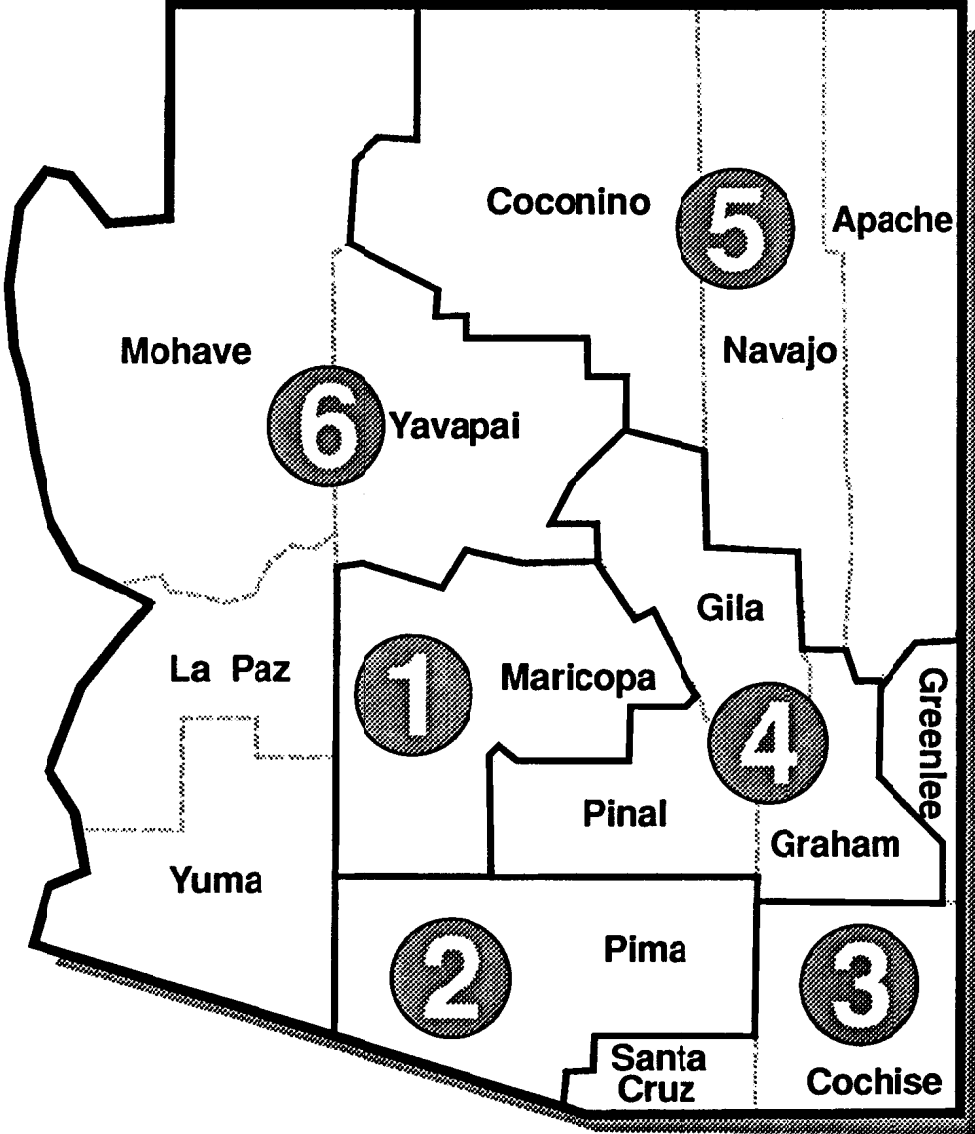 Coconino
5
Apache
Mohave
Navajo
6
Yavapai
Gila
La Paz
1
Maricopa
Greenlee
4
Pinal
Graham
Yuma
2
Pima
3
Santa
Cruz
Cochise